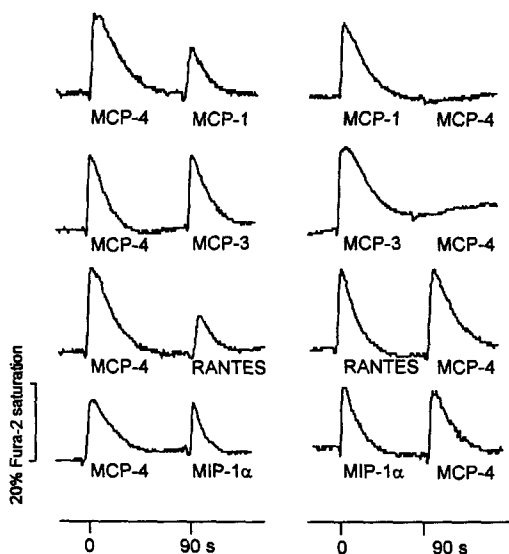 MCP-4 MCP-1 MCP-1 MCP-4
MCP-4 MCP-3 MCP-3 MCP-4
MCP-4 RANTES RANTES MCP-4
20% Fura-2 saturation
MCP-4 MIP-1α MIP-1α MCP-4
0 90 s 0 90 s